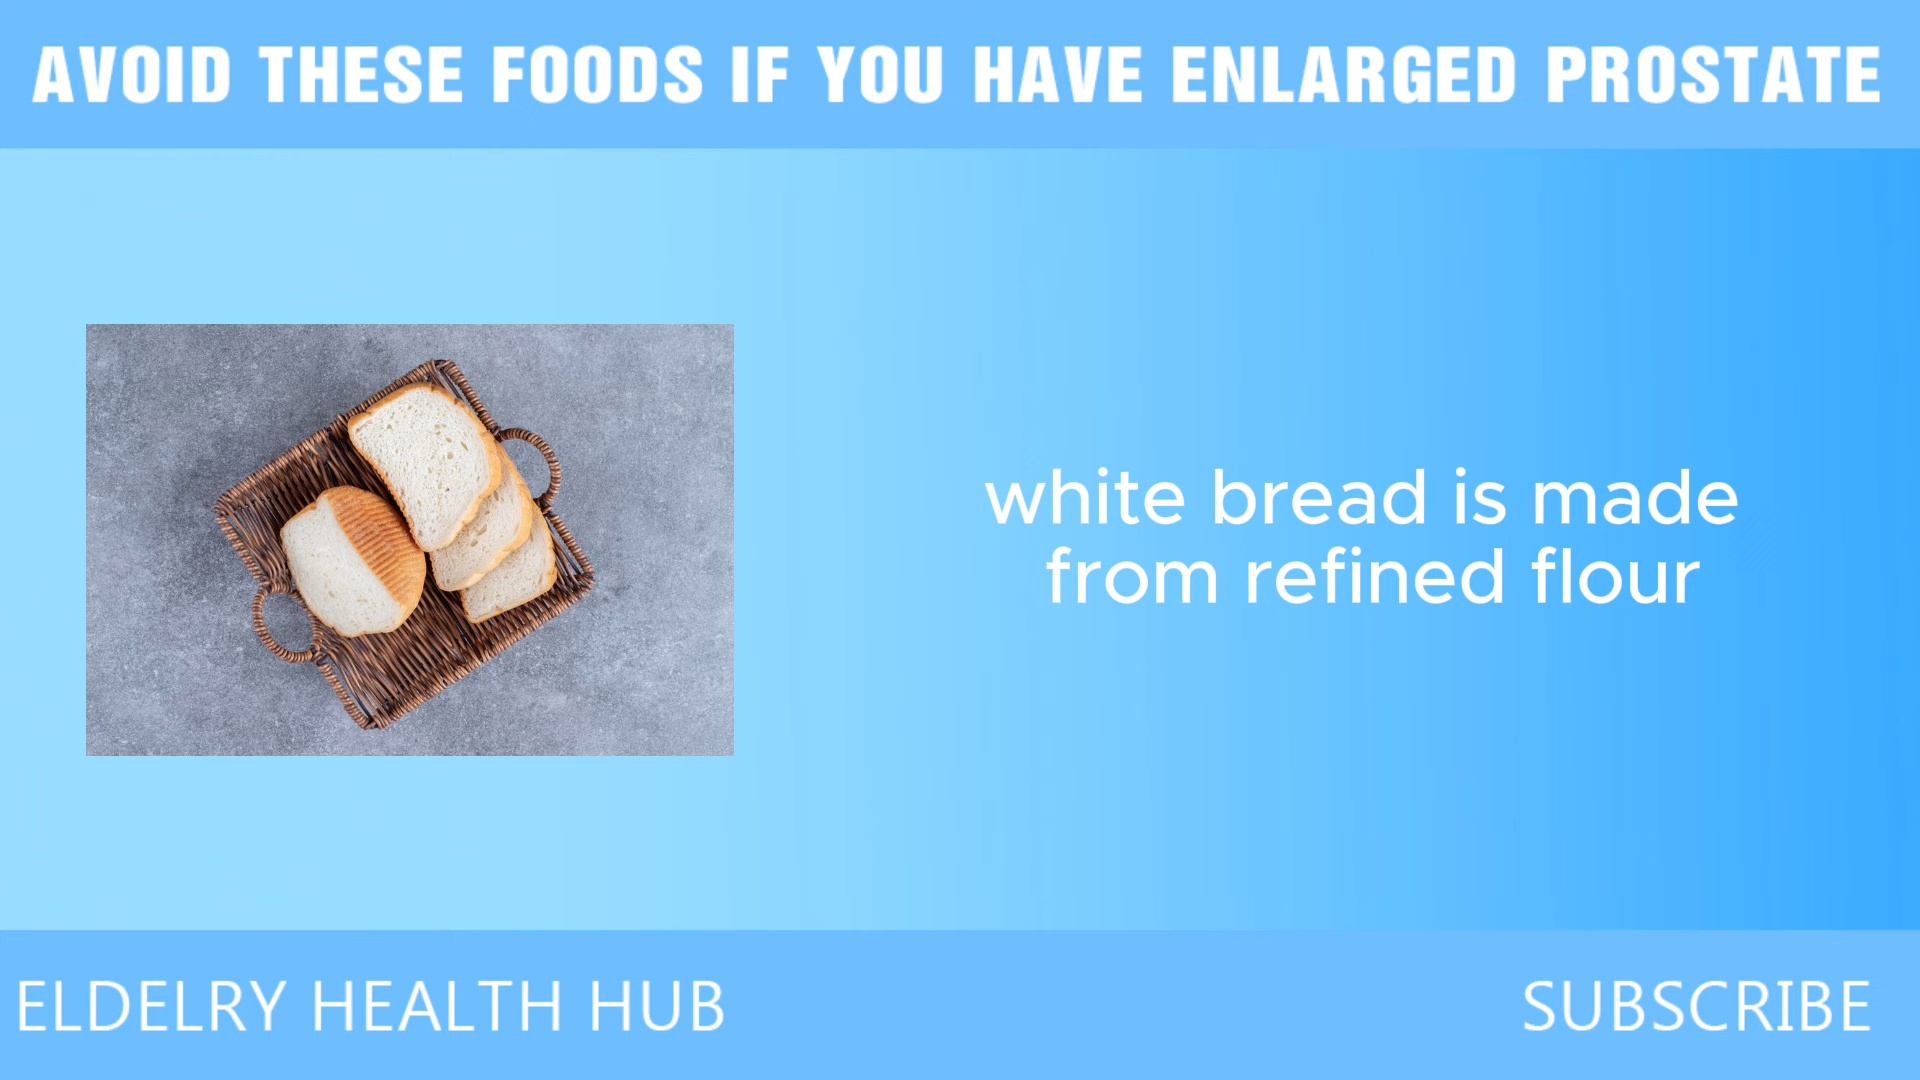 AVOID THESE FOODS IF YOU HAVE ENLARGED PROSTATE
white bread is made
from refined flour
ELDELRY HEALTH HUB
SUBSCRIBE